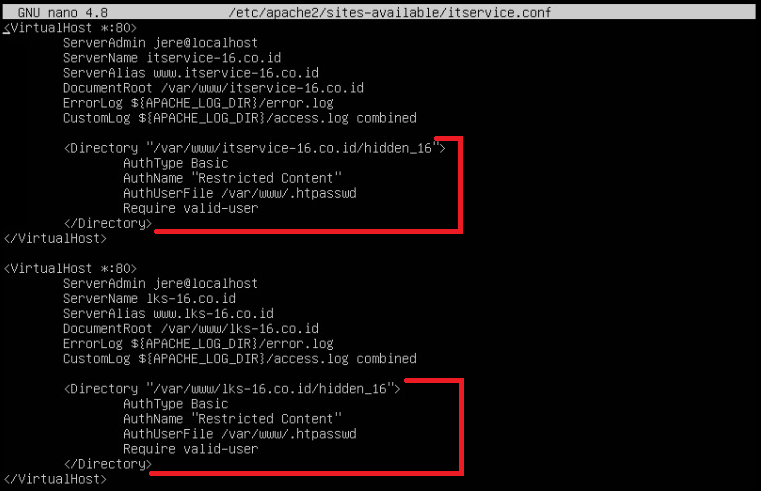 GNU nano 4.8 /etc/apache2/sites-available/itservice.conf
<VirtualHost *:80>
ServerAdmin jere@localhost
ServerName itservice-16.co.id
ServerAlias www.itservice-16.co.id
DocumentRoot /var/www/itservice-16.co.id
ErrorLog ${APACHE_LOG_DIR}/error.log
CustomLog ${APACHE_LOG_DIR}/access.log combined
<Directory "/var/www/itservice-16.co.id/hidden_16">
AuthType Basic
AuthName "Restricted Content"
AuthUserFile /var/www/.htpasswd
Require valid-user
</Directory>
</VirtualHost>
<VirtualHost *:80>
ServerAdmin jere@localhost
ServerName lks-16.co.id
ServerAlias www.lks-16.co.id
DocumentRoot /var/www/lks-16.co.id
ErrorLog ${APACHE_LOG_DIR}/error.log
CustomLog ${APACHE_LOG_DIR}/access.log combined
<Directory "/var/www/lks-16.co.id/hidden_16">
AuthType Basic
AuthName "Restricted Content"
AuthUserFile /var/www/.htpasswd
Require valid-user
</Directory>
</VirtualHost>